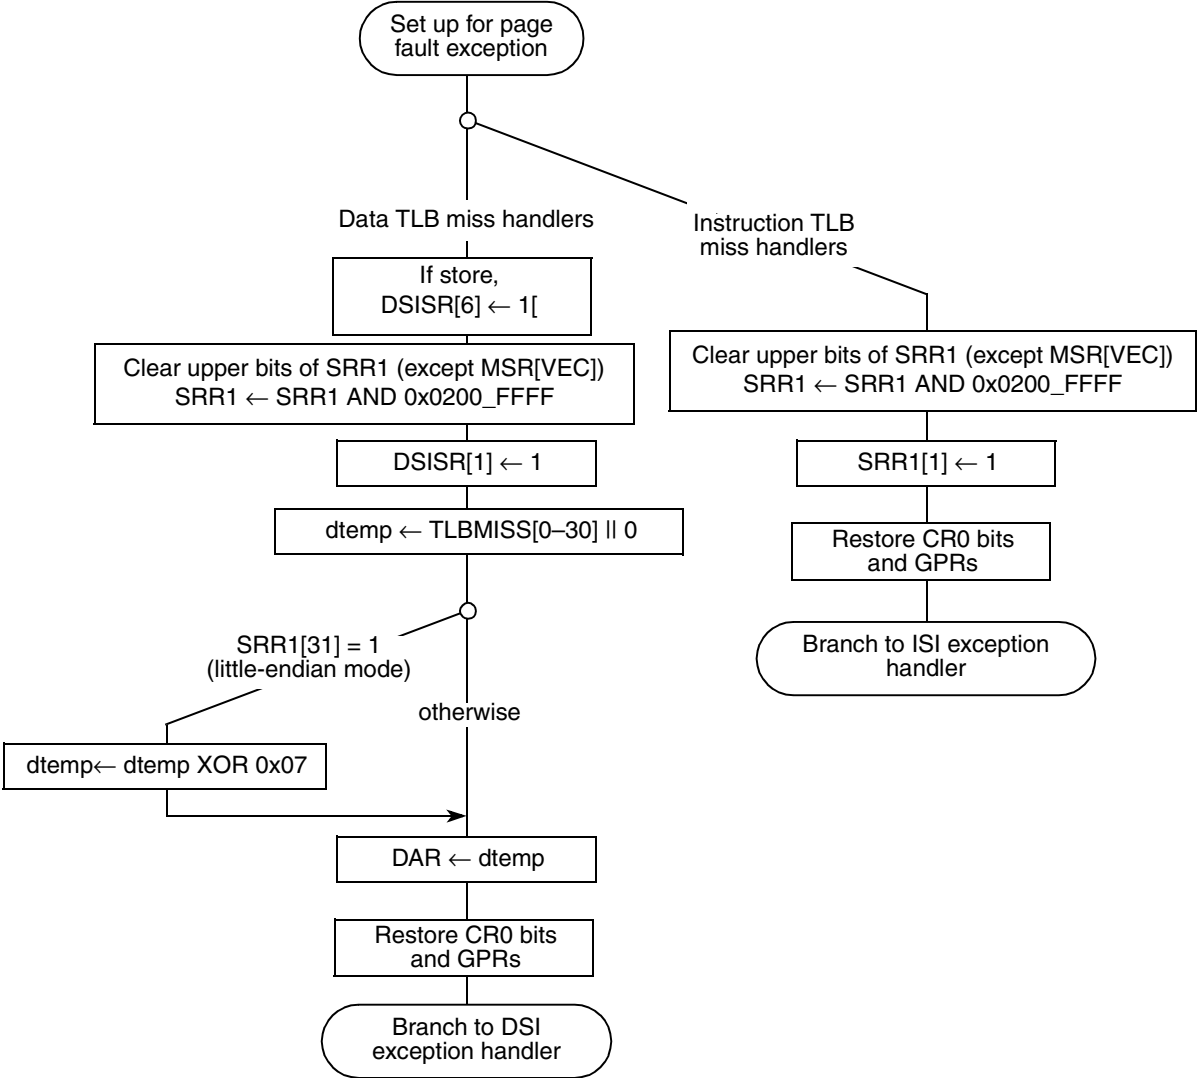 Set up for page
fault exception
Data TLB miss handlers
Instruction TLB
miss handlers
If store,
DSISR[6] ← 1[
Clear upper bits of SRR1 (except MSR[VEC])
SRR1 ← SRR1 AND 0x0200_FFFF
Clear upper bits of SRR1 (except MSR[VEC])
SRR1 ← SRR1 AND 0x0200_FFFF
DSISR[1] ← 1
SRR1[1] ← 1
dtemp ← TLBMISS[0–30] || 0
Restore CR0 bits
and GPRs
SRR1[31] = 1
(little-endian mode)
Branch to ISI exception
handler
otherwise
dtemp← dtemp XOR 0x07
DAR ← dtemp
Restore CR0 bits
and GPRs
Branch to DSI
exception handler